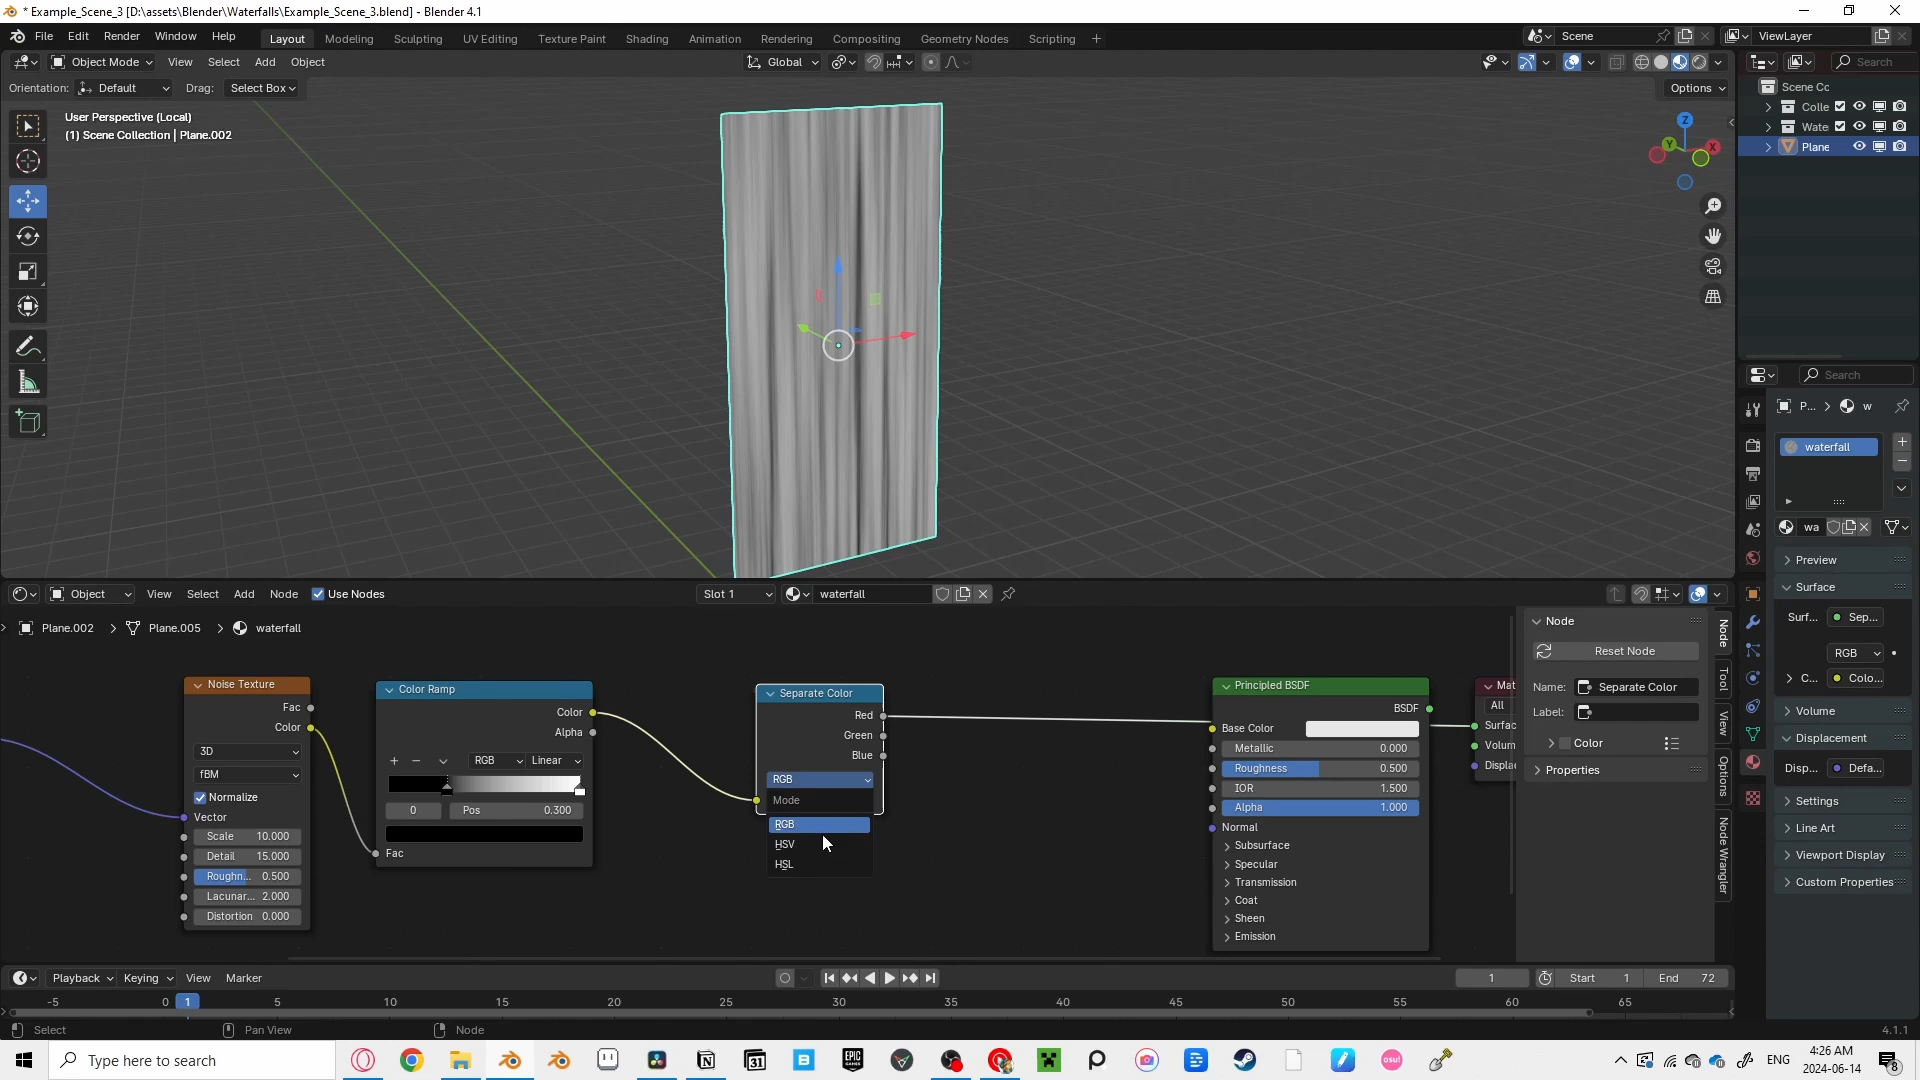 * Example_Scene_3 [D:\assets\Blender\Waterfalls\Example_Scene_3.blend] - Blender 4.1
File Edit Render Window Help Layout Modeling Sculpting UV Editing Texture Paint Shading Animation Rendering Compositing Geometry Nodes Scripting + Scene ViewLayer
Object Mode View Select Add Object Global Search
Orientation: Default Drag: Select Box Options
Scene Cc
Colle
Wate
Plane
User Perspective (Local)
(1) Scene Collection | Plane.002
Z
Y
X
Search
P... > w
waterfall
wa
Preview
Surface
Surf... Sep...
RGB
C... Colo...
Volume
Displacement
Disp... Defa...
Settings
Line Art
Viewport Display
Custom Properties
Object View Select Add Node Use Nodes Slot 1 waterfall
Plane.002 > Plane.005 > waterfall
Noise Texture
Fac
Color
3D
fBM
Normalize
Vector
Scale 10.000
Detail 15.000
Roughn... 0.500
Lacunar... 2.000
Distortion 0.000
Color Ramp
Color
Alpha
+ − RGB Linear
0 Pos 0.300
Fac
Separate Color
Red
Green
Blue
RGB
Mode
RGB
HSV
HSL
Principled BSDF
BSDF
Base Color
Metallic 0.000
Roughness 0.500
IOR 1.500
Alpha 1.000
Normal
Subsurface
Specular
Transmission
Coat
Sheen
Emission
Mat
All
Surfac
Volum
Displa
Node
Reset Node
Name: Separate Color
Label:
Color
Properties
Node
Tool
View
Options
Node Wrangler
Playback Keying View Marker 1 Start 1 End 72
-5 0 1 5 10 15 20 25 30 35 40 45 50 55 60 65
Select Pan View Node 4.1.1
Type here to search
31
EPIC GAMES
osu!
ENG
4:26 AM
2024-06-14
8